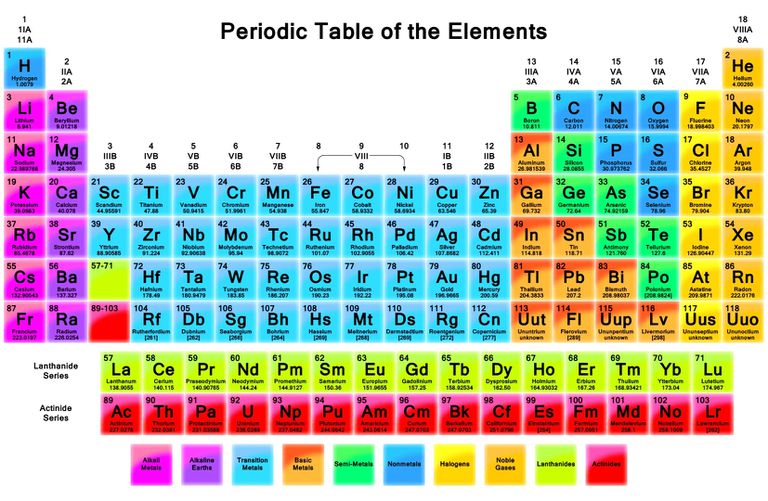 Periodic Table of the Elements
1
1IA
11A
18
VIIIA
8A
1
H
Hydrogen
1.0079
2
IIA
2A
13
IIIA
3A
14
IVA
4A
15
VA
5A
16
VIA
6A
17
VIIA
7A
2
He
Helium
4.00260
3
Li
Lithium
6.941
4
Be
Beryllium
9.01218
5
B
Boron
10.811
6
C
Carbon
12.011
7
N
Nitrogen
14.00674
8
O
Oxygen
15.9994
9
F
Fluorine
18.998403
10
Ne
Neon
20.1797
11
Na
Sodium
22.989768
12
Mg
Magnesium
24.305
3
IIIB
3B
4
IVB
4B
5
VB
5B
6
VIB
6B
7
VIIB
7B
8
9
10
VIII
8
11
IB
1B
12
IIB
2B
13
Al
Aluminum
26.981539
14
Si
Silicon
28.0855
15
P
Phosphorus
30.973762
16
S
Sulfur
32.066
17
Cl
Chlorine
35.4527
18
Ar
Argon
39.948
19
K
Potassium
39.0983
20
Ca
Calcium
40.078
21
Sc
Scandium
44.95591
22
Ti
Titanium
47.88
23
V
Vanadium
50.9415
24
Cr
Chromium
51.9961
25
Mn
Manganese
54.938
26
Fe
Iron
55.847
27
Co
Cobalt
58.9332
28
Ni
Nickel
58.6934
29
Cu
Copper
63.546
30
Zn
Zinc
65.39
31
Ga
Gallium
69.732
32
Ge
Germanium
72.64
33
As
Arsenic
74.92159
34
Se
Selenium
78.96
35
Br
Bromine
79.904
36
Kr
Krypton
83.80
37
Rb
Rubidium
85.4678
38
Sr
Strontium
87.62
39
Y
Yttrium
88.90585
40
Zr
Zirconium
91.224
41
Nb
Niobium
92.90638
42
Mo
Molybdenum
95.94
43
Tc
Technetium
98.9072
44
Ru
Ruthenium
101.07
45
Rh
Rhodium
102.9055
46
Pd
Palladium
106.42
47
Ag
Silver
107.8682
48
Cd
Cadmium
112.411
49
In
Indium
114.818
50
Sn
Tin
118.71
51
Sb
Antimony
121.760
52
Te
Tellurium
127.6
53
I
Iodine
126.90447
54
Xe
Xenon
131.29
55
Cs
Cesium
132.90543
56
Ba
Barium
137.327
57-71
72
Hf
Hafnium
178.49
73
Ta
Tantalum
180.9479
74
W
Tungsten
183.85
75
Re
Rhenium
186.207
76
Os
Osmium
190.23
77
Ir
Iridium
192.22
78
Pt
Platinum
195.08
79
Au
Gold
196.9665
80
Hg
Mercury
200.59
81
Tl
Thallium
204.3833
82
Pb
Lead
207.2
83
Bi
Bismuth
208.98037
84
Po
Polonium
[208.9824]
85
At
Astatine
209.9871
86
Rn
Radon
222.0176
87
Fr
Francium
223.0197
88
Ra
Radium
226.0254
89-103
104
Rf
Rutherfordium
[261]
105
Db
Dubnium
[262]
106
Sg
Seaborgium
[266]
107
Bh
Bohrium
[264]
108
Hs
Hassium
[269]
109
Mt
Meitnerium
[268]
110
Ds
Darmstadtium
[269]
111
Rg
Roentgenium
[272]
112
Cn
Copernicium
[277]
113
Uut
Ununtrium
unknown
114
Fl
Flerovium
[289]
115
Uup
Ununpentium
unknown
116
Lv
Livermorium
[298]
117
Uus
Ununseptium
unknown
118
Uuo
Ununoctium
unknown
Lanthanide
Series
57
La
Lanthanum
138.9055
58
Ce
Cerium
140.115
59
Pr
Praseodymium
140.90765
60
Nd
Neodymium
144.24
61
Pm
Promethium
144.9127
62
Sm
Samarium
150.36
63
Eu
Europium
151.9655
64
Gd
Gadolinium
157.25
65
Tb
Terbium
158.92534
66
Dy
Dysprosium
162.50
67
Ho
Holmium
164.93032
68
Er
Erbium
167.26
69
Tm
Thulium
168.93421
70
Yb
Ytterbium
173.04
71
Lu
Lutetium
174.967
Actinide
Series
89
Ac
Actinium
90
Th
Thorium
232.0381
91
Pa
Protactinium
92
U
Uranium
93
Np
Neptunium
94
Pu
Plutonium
95
Am
Americium
96
Cm
Curium
97
Bk
Berkelium
98
Cf
Californium
99
Es
Einsteinium
[254]
100
Fm
Fermium
101
Md
Mendelevium
258.1
102
No
Nobelium
103
Lr
Lawrencium
[262]
Alkali
Metals
Alkaline
Earths
Transition
Metals
Basic
Metals
Semi-Metals
Nonmetals
Halogens
Noble
Gases
Lanthanides
Actinides